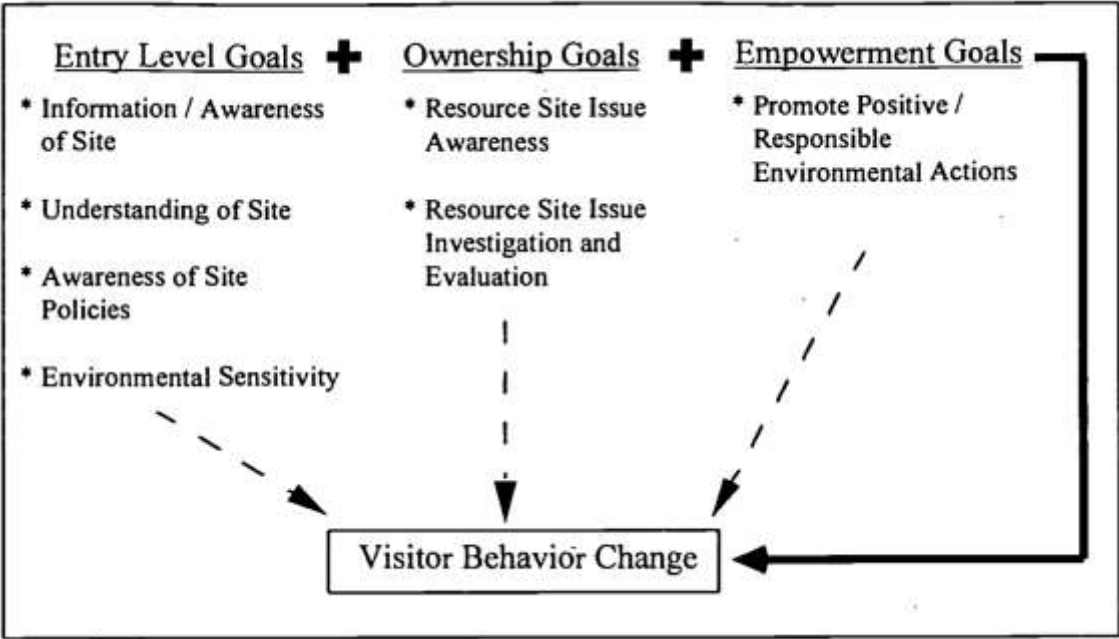 Entry Level Goals + Ownership Goals + Empowerment Goals
* Information / Awareness
of Site
* Understanding of Site
* Awareness of Site
Policies
* Environmental Sensitivity
* Resource Site Issue
Awareness
* Resource Site Issue
Investigation and
Evaluation
* Promote Positive /
Responsible
Environmental Actions
Visitor Behavior Change